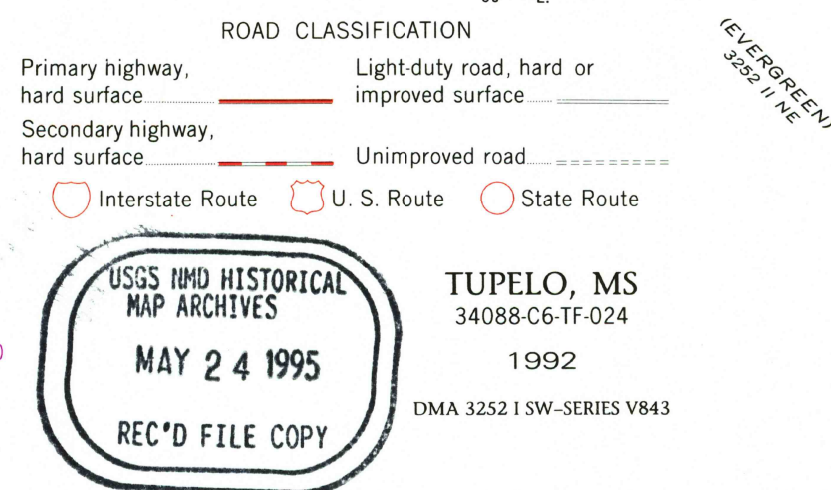 ROAD CLASSIFICATION
(EVERGREEN)
3252 II NE
Primary highway,
hard surface
Light-duty road, hard or
improved surface
Secondary highway,
hard surface
Unimproved road
Interstate Route
U. S. Route
State Route
USGS NMD HISTORICAL
MAP ARCHIVES
MAY 24 1995
REC'D FILE COPY
TUPELO, MS
34088-C6-TF-024
1992
DMA 3252 I SW–SERIES V843